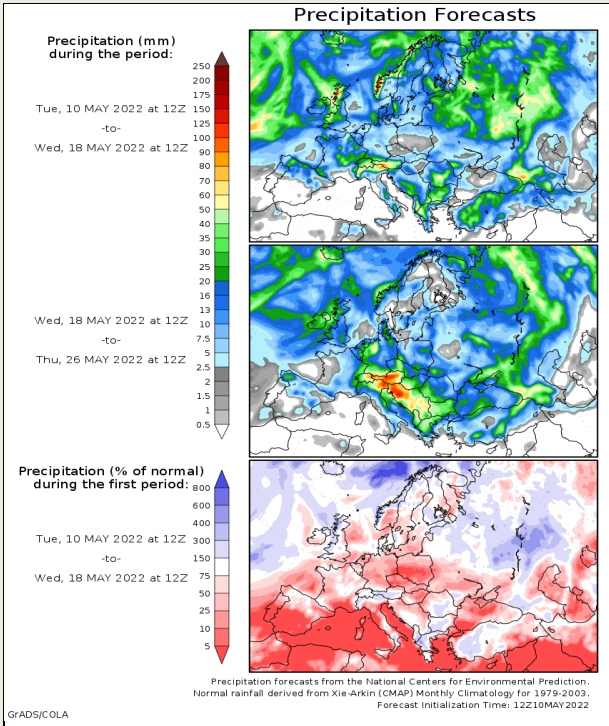 Precipitation Forecasts
Precipitation (mm)
during the period:
Tue, 10 MAY 2022 at 12Z
-to-
Wed, 18 MAY 2022 at 12Z
Wed, 18 MAY 2022 at 12Z
-to-
Thu, 26 MAY 2022 at 12Z
250
200
175
150
125
100
90
80
70
60
50
40
35
30
25
20
16
13
10
7.5
5
2.5
2
1.5
1
0.5
Precipitation (% of normal)
during the first period:
Tue, 10 MAY 2022 at 12Z
-to-
Wed, 18 MAY 2022 at 12Z
800
600
400
300
150
75
50
25
10
5
Precipitation forecasts from the National Centers for Environmental Prediction.
Normal rainfall derived from Xie-Arkin (CMAP) Monthly Climatology for 1979-2003.
Forecast Initialization Time: 12Z10MAY2022
GrADS/COLA